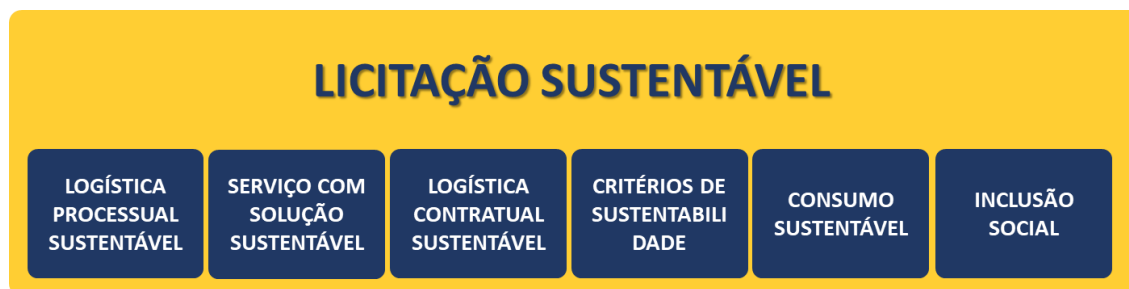 LICITAÇÃO SUSTENTÁVEL
LOGÍSTICA
PROCESSUAL
SUSTENTÁVEL
SERVIÇO COM
SOLUÇÃO
SUSTENTÁVEL
LOGÍSTICA
CONTRATUAL
SUSTENTÁVEL
CRITÉRIOS DE
SUSTENTABILI
DADE
CONSUMO
SUSTENTÁVEL
INCLUSÃO
SOCIAL